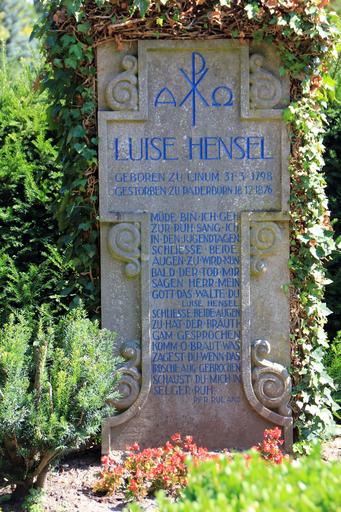 Α ☧ Ω
LUISE HENSEL
GEBOREN ZU LINUM 31·3·1798
GESTORBEN ZU PADERBORN 18·12·1876
MÜDE BIN ICH GEH
ZUR RUH SANG ICH
IN DEN JUGENDTAGEN
SCHLIESSE BEIDE
AUGEN ZU WIRD NUN
BALD DER TOD MIR
SAGEN HERR MEIN
GOTT DAS WALTE DU
LUISE HENSEL
SCHLIESSE BEIDE AUGEN
ZU HAT DER BRÄUTI
GAM GESPROCHEN
KOMM O BRAUT WAS
ZAGEST DU WENN DAS
IRDSCHE AUG GEBROCHEN
SCHAUST DU MICH IN
SELGER RUH